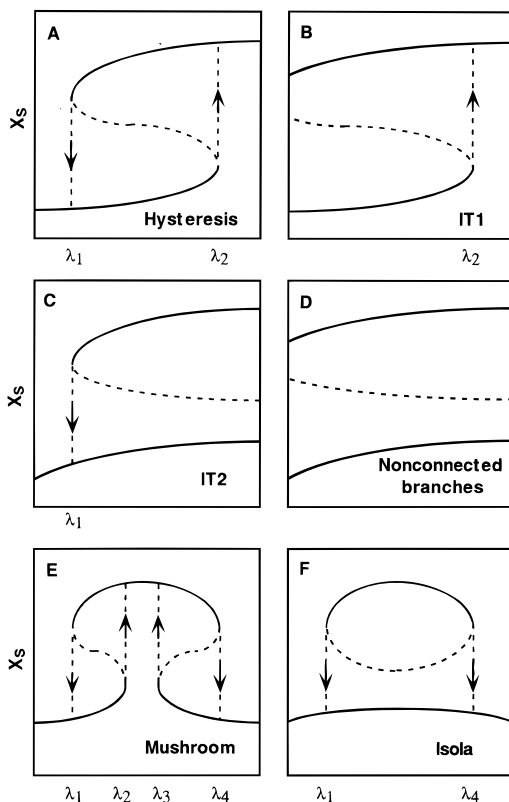 A
B
Xs
Hysteresis
IT1
λ1
λ2
λ2
C
D
Xs
IT2
Nonconnected
branches
λ1
E
F
Xs
Mushroom
Isola
λ1 λ2 λ3 λ4
λ1 λ4